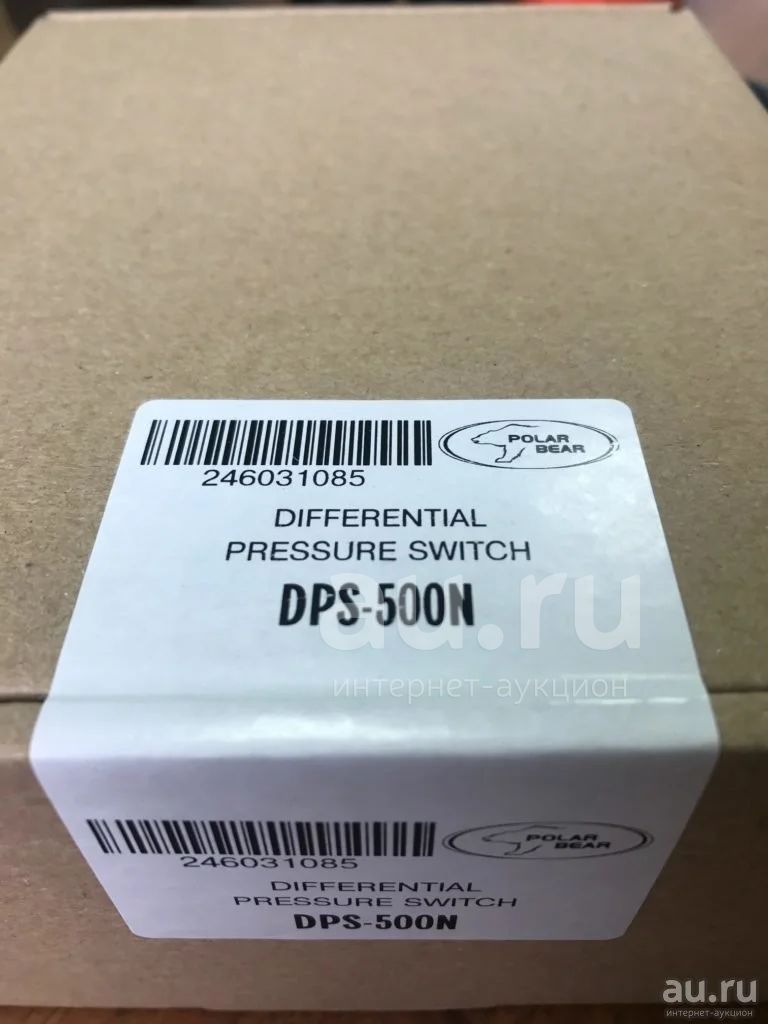 POLAR
BEAR
246031085
DIFFERENTIAL
PRESSURE SWITCH
DPS-500N
au.ru
интернет-аукцион
POLAR
BEAR
246031085
DIFFERENTIAL
PRESSURE SWITCH
DPS-500N
au.ru
интернет-аукцион